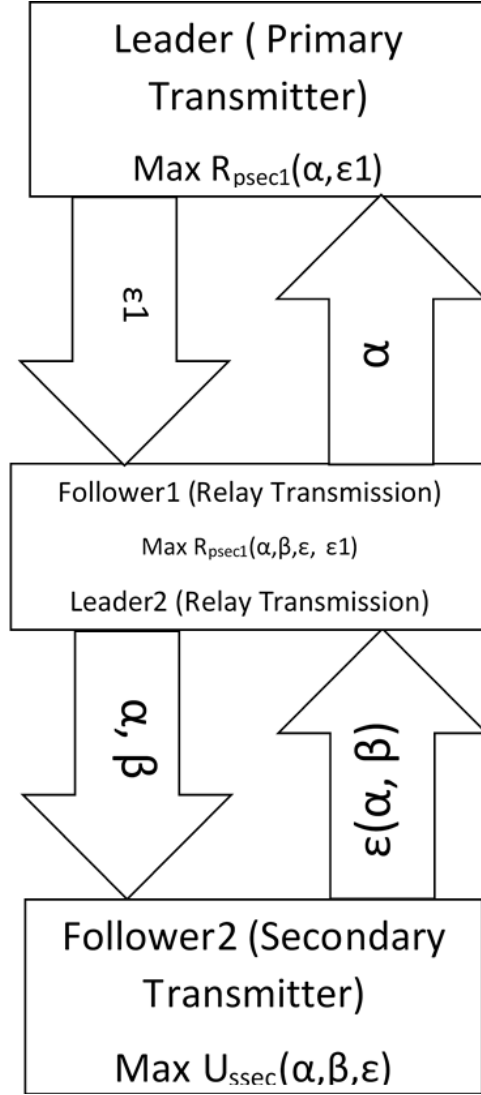 Leader ( Primary
Transmitter)
Max Rpsec1(α,ε1)
ε1
α
Follower1 (Relay Transmission)
Max Rpsec1(α,β,ε, ε1)
Leader2 (Relay Transmission)
α, β
ε(α, β)
Follower2 (Secondary
Transmitter)
Max Ussec(α,β,ε)